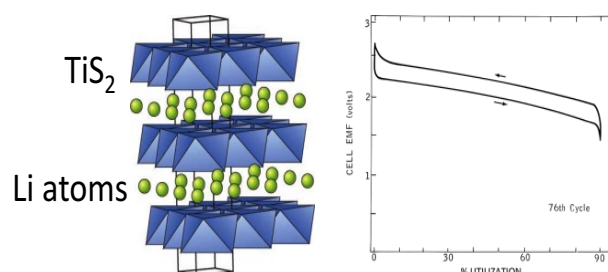 TiS₂
Li atoms
CELL EMF (volts)
3
2
1
76th Cycle
0 30 60 90
% UTILIZATION